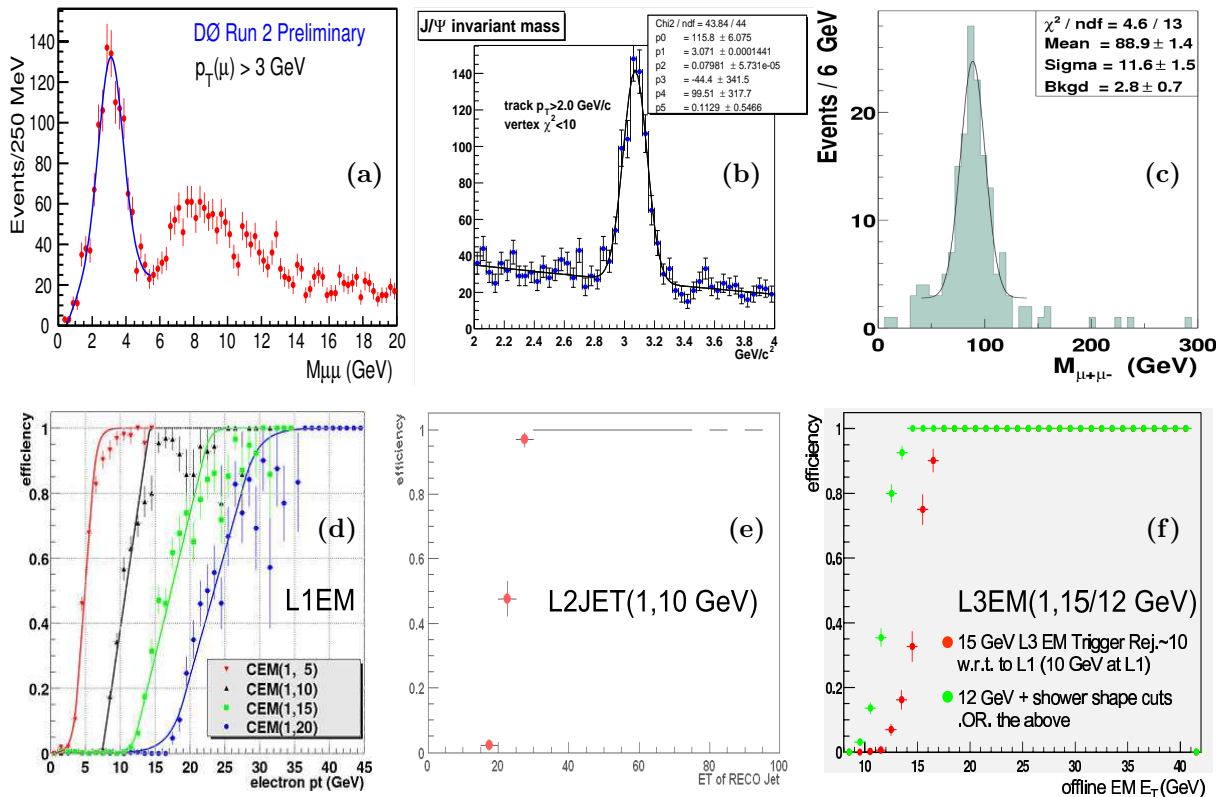 DØ Run 2 Preliminary
p_T(μ) > 3 GeV
(a)
Events/250 MeV
140
120
100
80
60
40
20
0
0 2 4 6 8 10 12 14 16 18 20
Mμμ (GeV)
J/Ψ invariant mass
Chi2 / ndf = 43.84 / 44
p0 = 115.8 ± 6.075
p1 = 3.071 ± 0.0001441
p2 = 0.07981 ± 5.731e-05
p3 = -44.4 ± 341.5
p4 = 99.51 ± 317.7
p5 = 0.1129 ± 0.5466
track p_T>2.0 GeV/c
vertex χ²<10
(b)
140
120
100
80
60
40
20
0
2 2.2 2.4 2.6 2.8 3 3.2 3.4 3.6 3.8 4
GeV/c²
χ² / ndf = 4.6 / 13
Mean = 88.9 ± 1.4
Sigma = 11.6 ± 1.5
Bkgd = 2.8 ± 0.7
(c)
Events / 6 GeV
20
10
0
0 100 200 300
M_μ+μ- (GeV)
efficiency
1
0.8
0.6
0.4
0.2
0
(d)
L1EM
CEM(1, 5)
CEM(1,10)
CEM(1,15)
CEM(1,20)
0 5 10 15 20 25 30 35 40 45
electron pt (GeV)
efficiency
1
0.8
0.6
0.4
0.2
0
(e)
L2JET(1,10 GeV)
0 20 40 60 80 100
ET of RECO Jet
efficiency
1
0.8
0.6
0.4
0.2
0
(f)
L3EM(1,15/12 GeV)
15 GeV L3 EM Trigger Rej.~10
w.r.t. to L1 (10 GeV at L1)
12 GeV + shower shape cuts
.OR. the above
10 15 20 25 30 35 40
offline EM E_T(GeV)